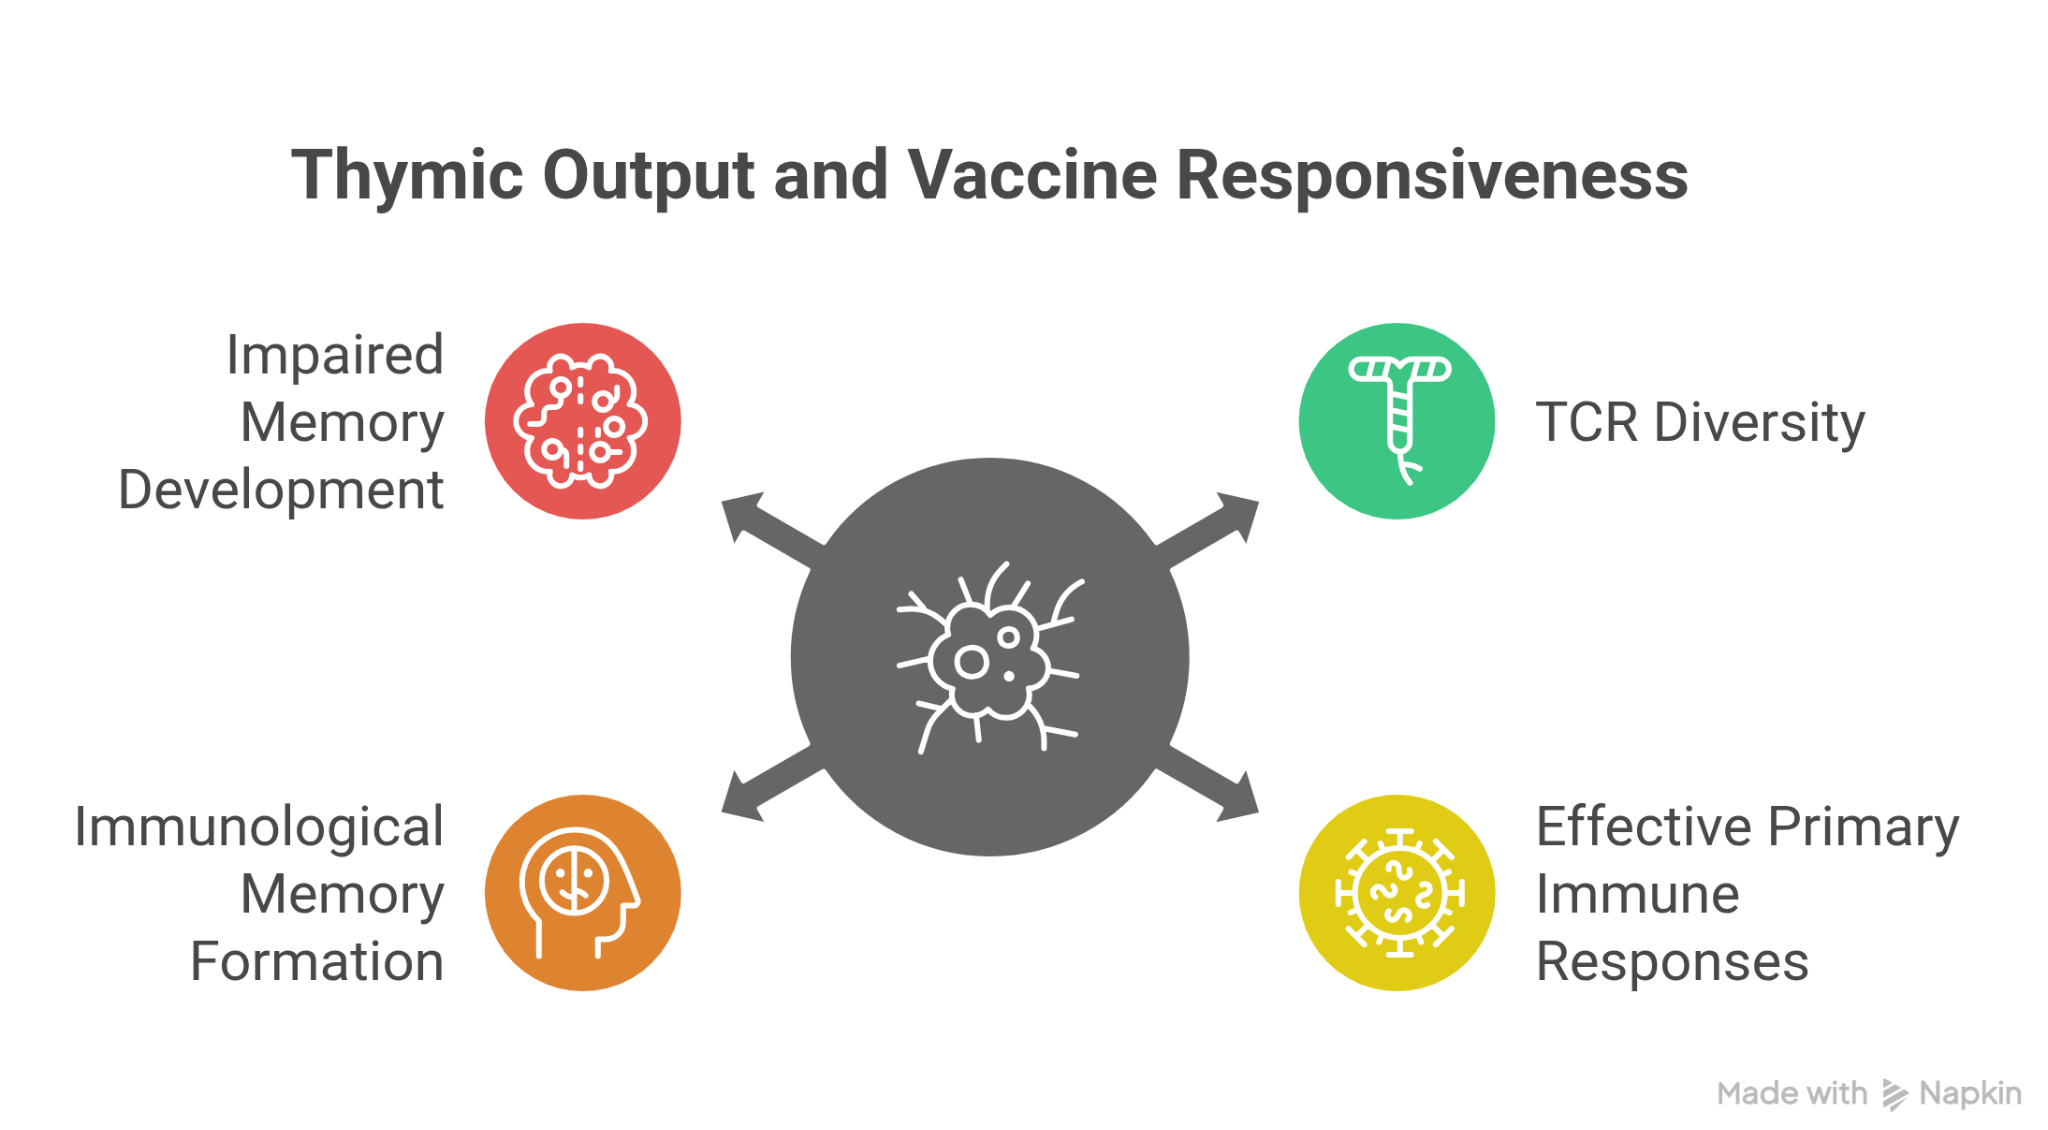 Thymic Output and Vaccine Responsiveness
Impaired
Memory
Development
TCR Diversity
Immunological
Memory
Formation
Effective Primary
Immune
Responses
Made with Napkin